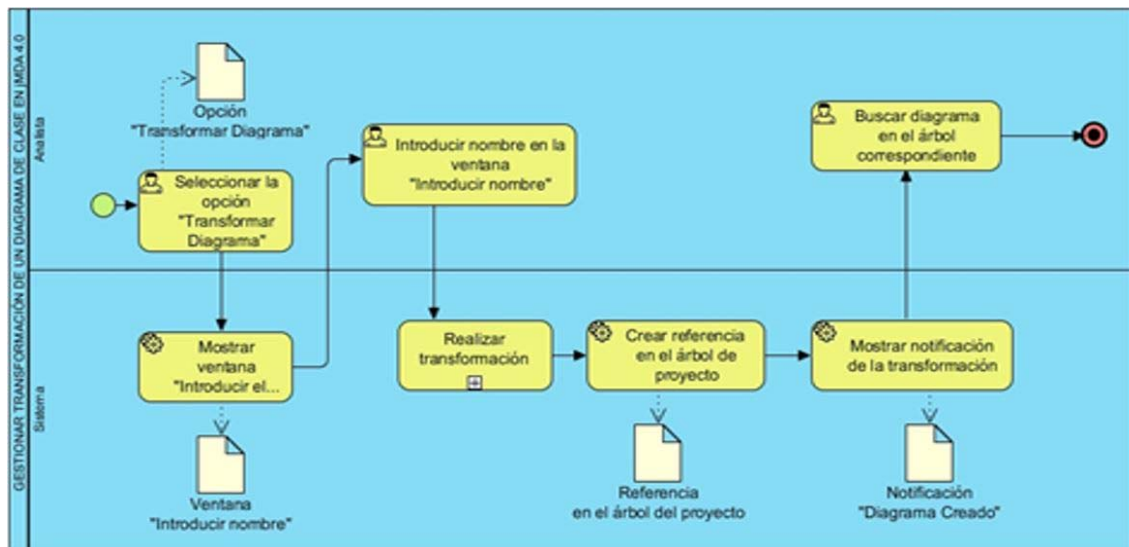 GESTIONAR TRANSFORMACIÓN DE UN DIAGRAMA DE CLASE EN jMDA 4.0
Analista
Opción
"Transformar Diagrama"
Seleccionar la
opción
"Transformar
Diagrama"
Introducir nombre en la
ventana
"Introducir nombre"
Buscar diagrama
en el árbol
correspondiente
Sistema
Mostrar
ventana
"Introducir el...
Realizar
transformación
Crear referencia
en el árbol de
proyecto
Mostrar notificación
de la transformación
Ventana
"Introducir nombre"
Referencia
en el árbol del proyecto
Notificación
"Diagrama Creado"